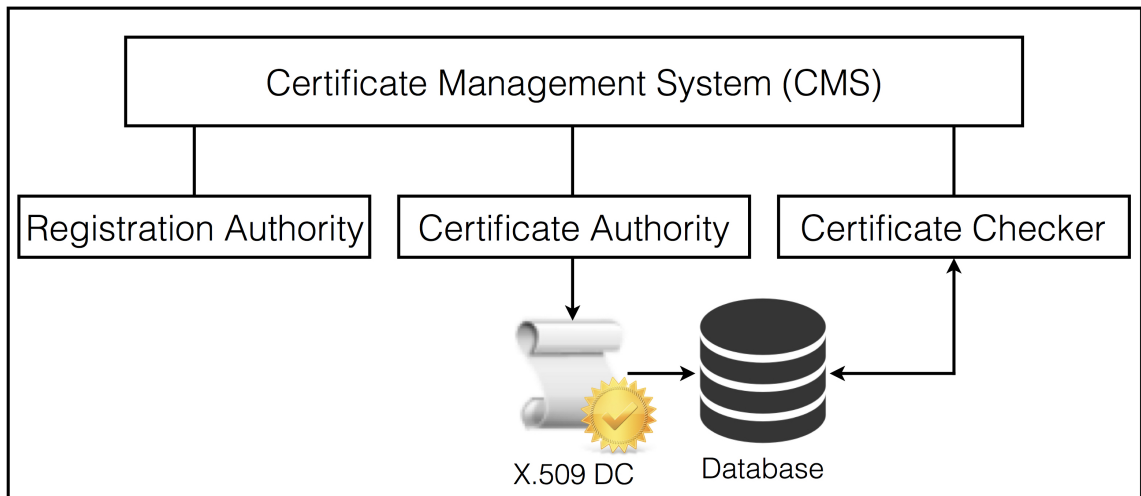 Certificate Management System (CMS)
Registration Authority
Certificate Authority
Certificate Checker
X.509 DC
Database